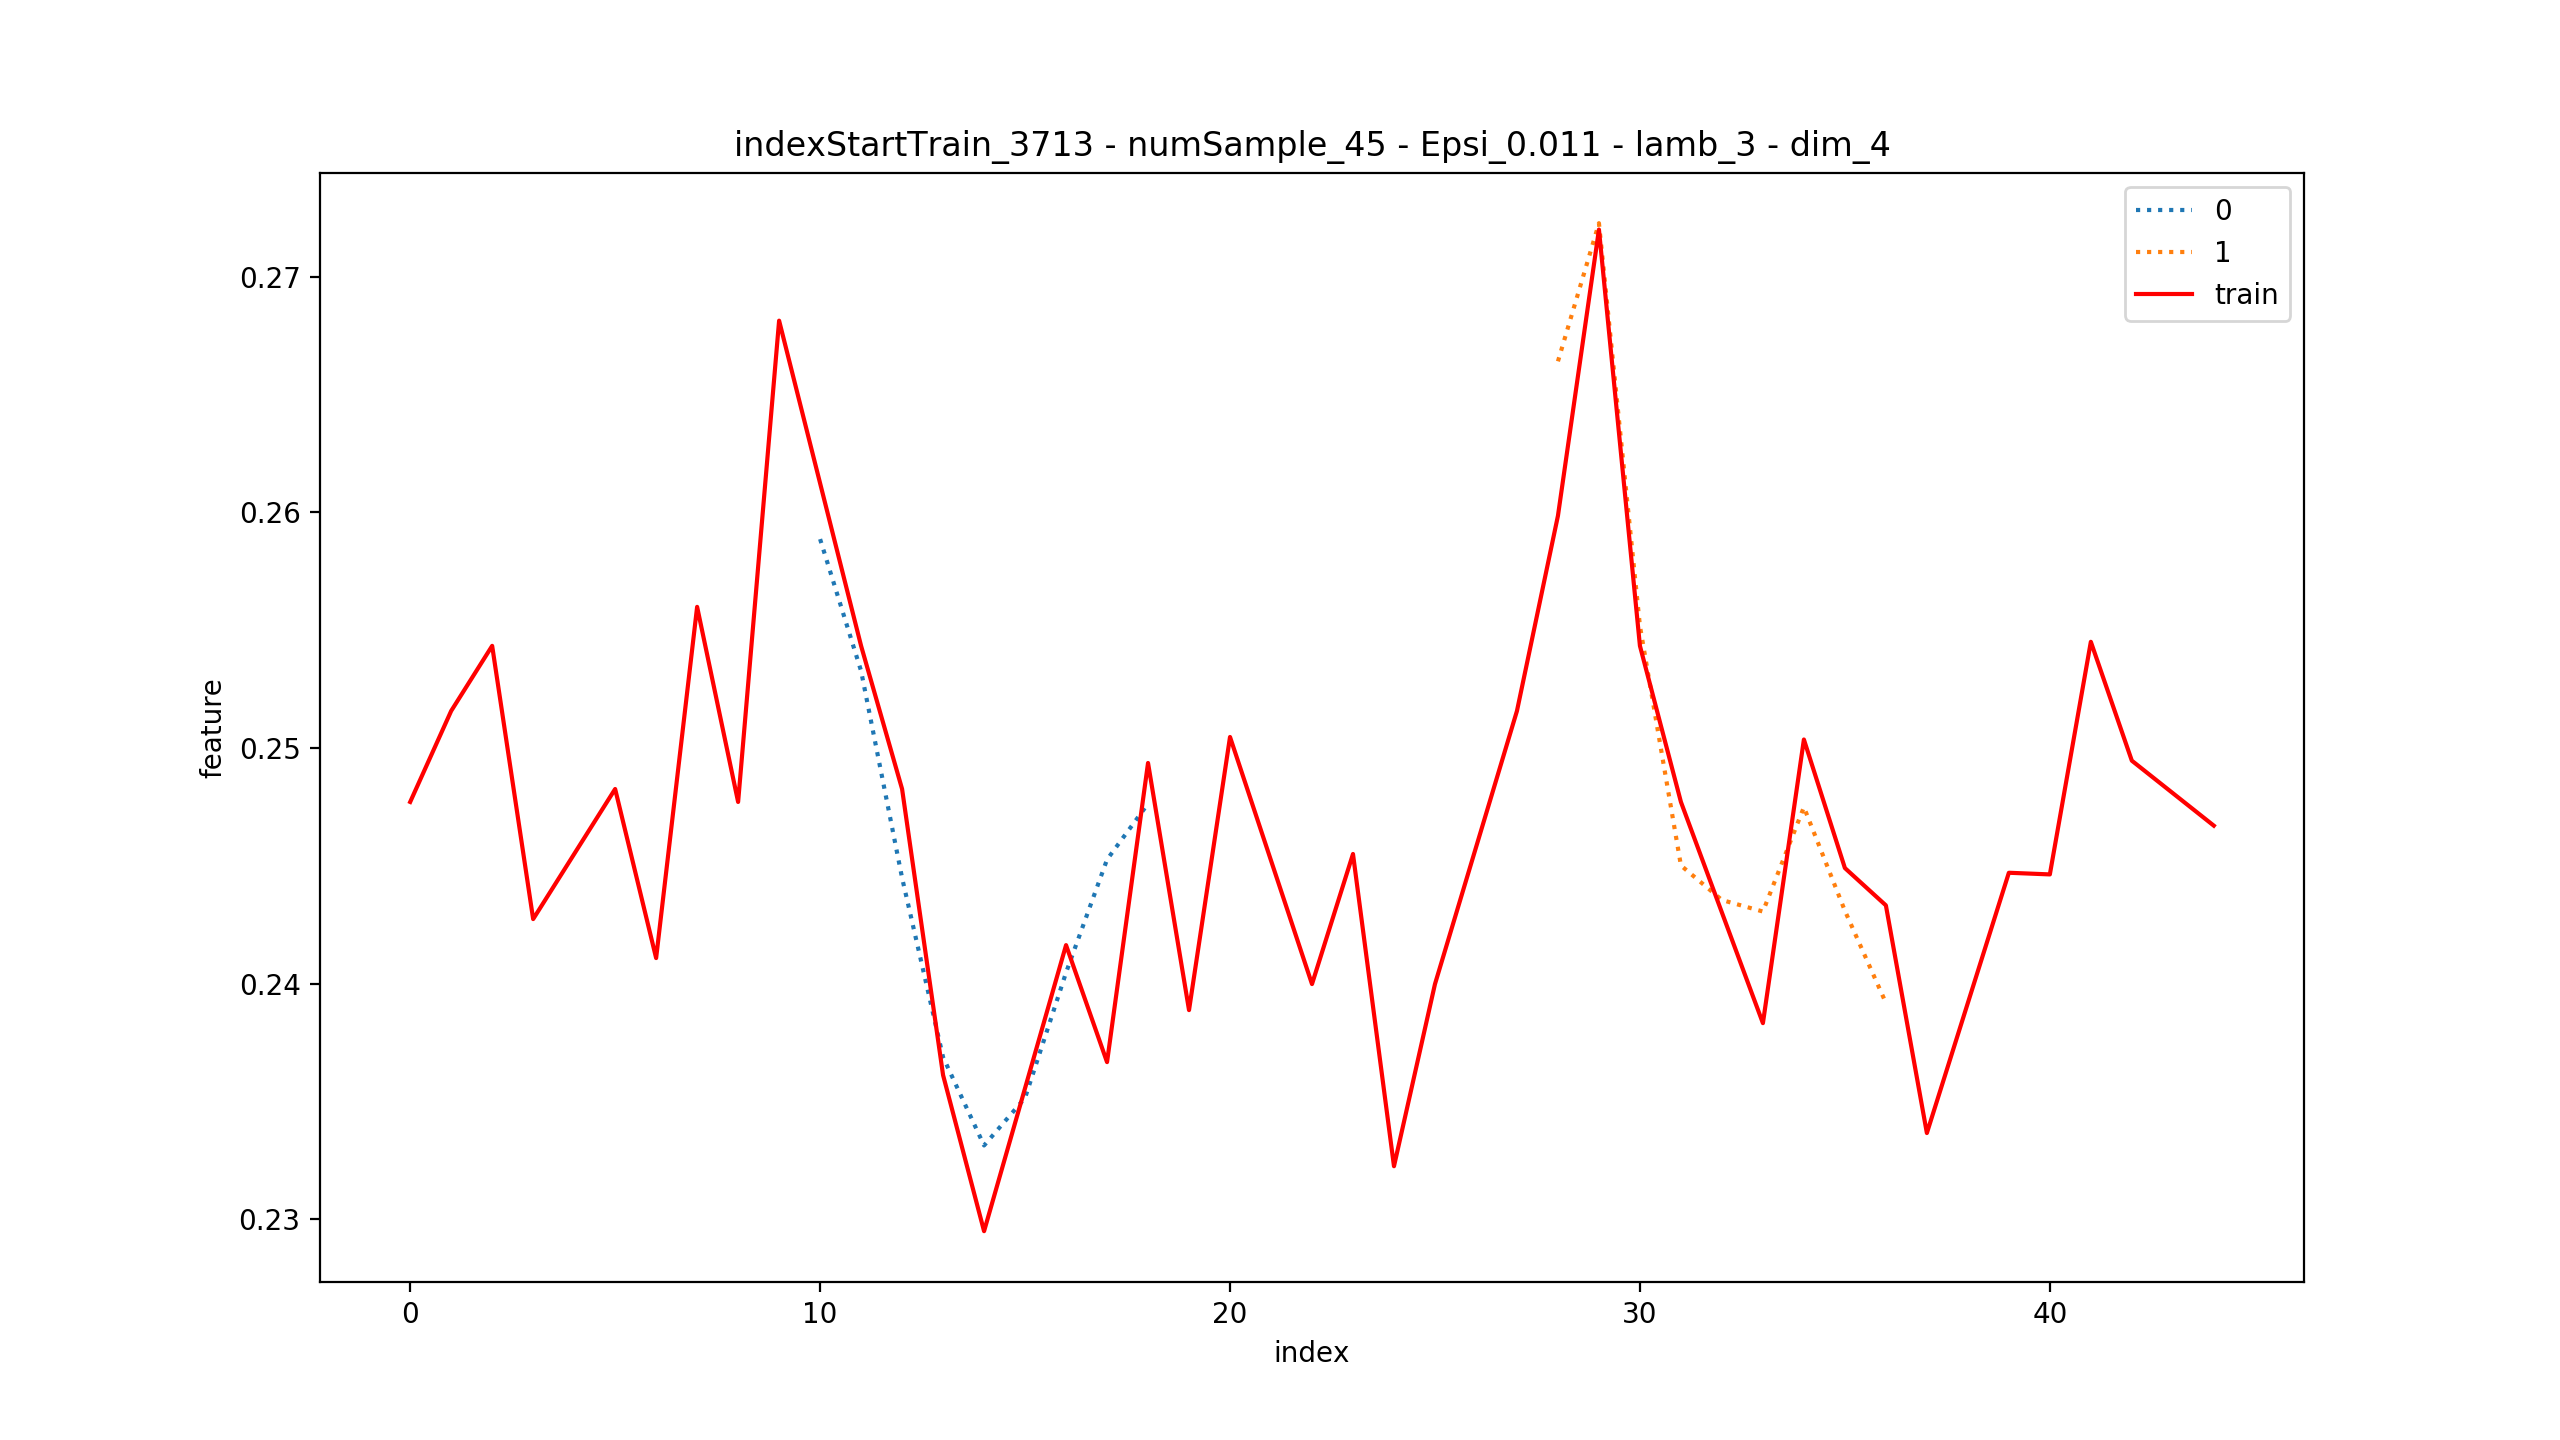 indexStartTrain_3713 - numSample_45 - Epsi_0.011 - lamb_3 - dim_4
0
1
train
0.27
0.26
0.25
0.24
0.23
feature
0 10 20 30 40
index